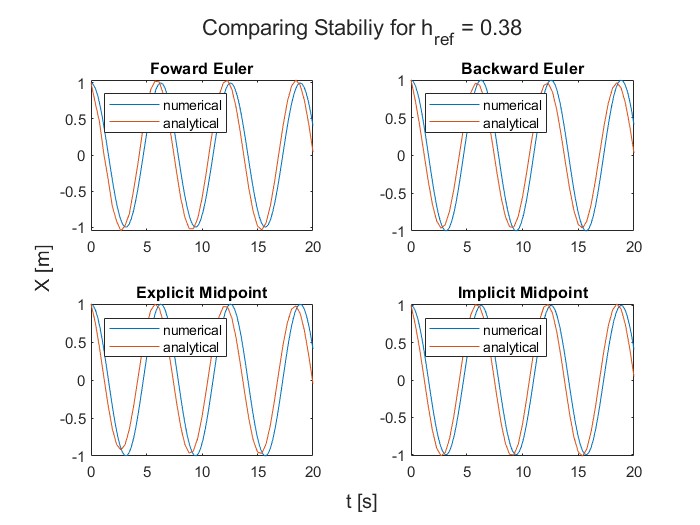 Comparing Stabiliy for h_ref = 0.38
Foward Euler
1
0.5
0
-0.5
-1
numerical
analytical
0 5 10 15 20
Backward Euler
1
0.5
0
-0.5
-1
numerical
analytical
0 5 10 15 20
X [m]
Explicit Midpoint
1
0.5
0
-0.5
-1
numerical
analytical
0 5 10 15 20
Implicit Midpoint
1
0.5
0
-0.5
-1
numerical
analytical
0 5 10 15 20
t [s]